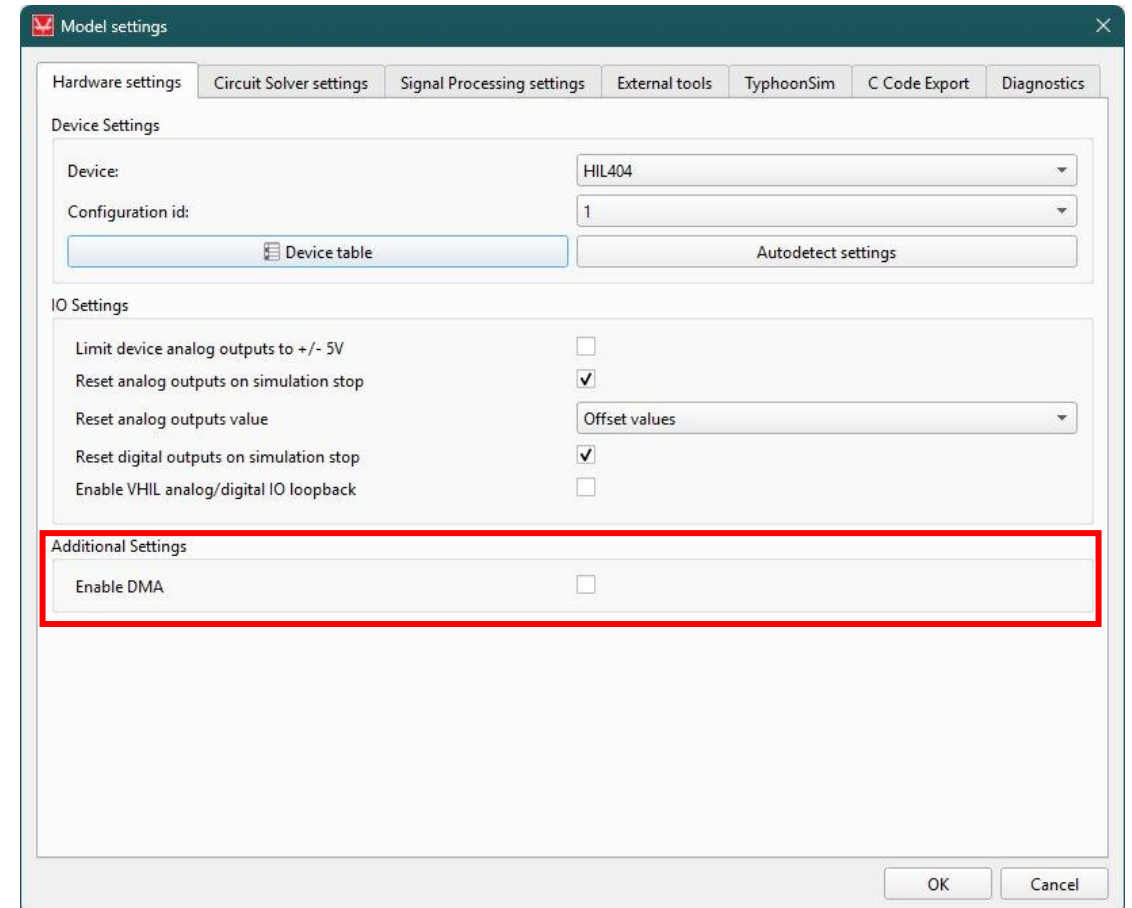 Model settings
Hardware settings Circuit Solver settings Signal Processing settings External tools TyphoonSim C Code Export Diagnostics
Device Settings
Device: HIL404
Configuration id: 1
Device table Autodetect settings
IO Settings
Limit device analog outputs to +/- 5V
Reset analog outputs on simulation stop
Reset analog outputs value Offset values
Reset digital outputs on simulation stop
Enable VHIL analog/digital IO loopback
Additional Settings
Enable DMA
OK Cancel